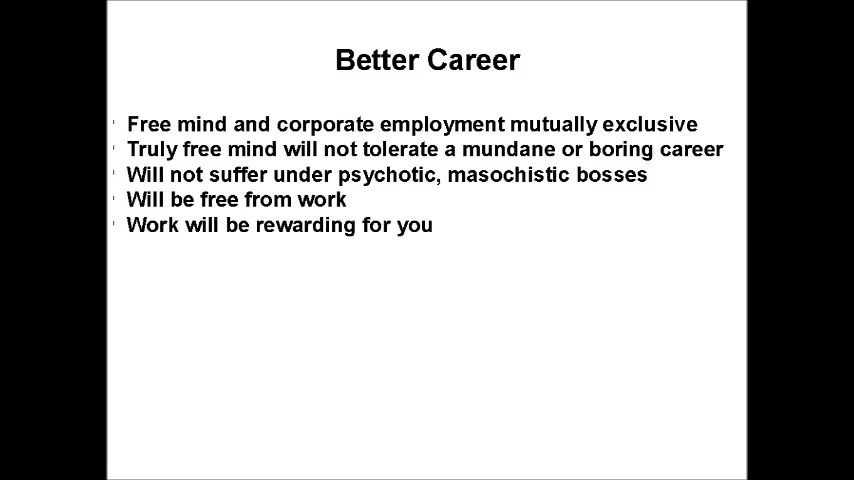 Better Career
Free mind and corporate employment mutually exclusive
Truly free mind will not tolerate a mundane or boring career
Will not suffer under psychotic, masochistic bosses
Will be free from work
Work will be rewarding for you